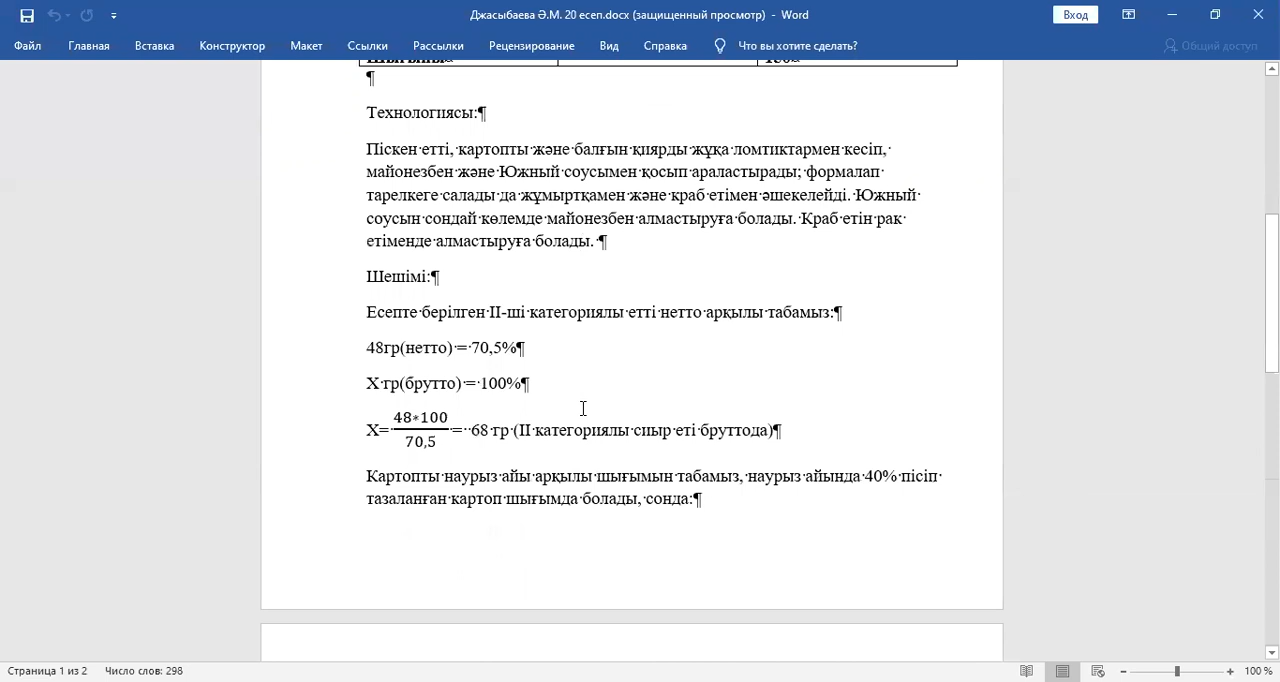 Джасыбаева Ә.М. 20 есеп.docx (защищенный просмотр) - Word
Вход
Файл Главная Вставка Конструктор Макет Ссылки Рассылки Рецензирование Вид Справка Что вы хотите сделать? Общий доступ
¶
Технологиясы:¶
Піскен·етті,·картопты·және·балғын·қиярды·жұқа·ломтиктармен·кесіп,·
майонезбен·және·Южный·соусымен·қосып·араластырады;·формалап·
тарелкеге·салады·да·жұмыртқамен·және·краб·етімен·әшекелейді.·Южный·
соусын·сондай·көлемде·майонезбен·алмастыруға·болады.·Краб·етін·рак·
етіменде·алмастыруға·болады.·¶
Шешімі:¶
Есепте·берілген·II-ші·категориялы·етті·нетто·арқылы·табамыз:¶
48гр(нетто)·=·70,5%¶
Х·гр(брутто)·=·100%¶
48*100
Х=·=··68·гр·(II·категориялы·сиыр·еті·бруттода)¶
70,5
Картопты·наурыз·айы·арқылы·шығымын·табамыз,·наурыз·айында·40%·пісіп·
тазаланған·картоп·шығымда·болады,·сонда:¶
Страница 1 из 2 Число слов: 298 100 %